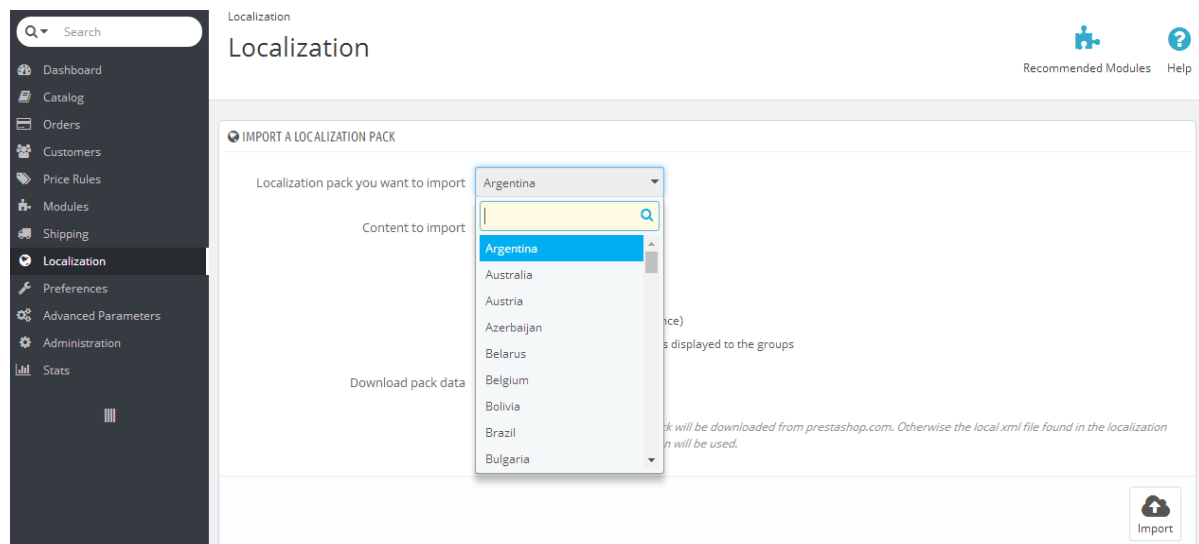 Search
Dashboard
Catalog
Orders
Customers
Price Rules
Modules
Shipping
Localization
Preferences
Advanced Parameters
Administration
Stats
Localization
Localization
Recommended Modules
Help
IMPORT A LOCALIZATION PACK
Localization pack you want to import
Argentina
Content to import
Argentina
Australia
Austria
Azerbaijan
Belarus
Belgium
Bolivia
Brazil
Bulgaria
displayed to the groups
Download pack data
will be downloaded from prestashop.com. Otherwise the local xml file found in the localization
will be used.
Import